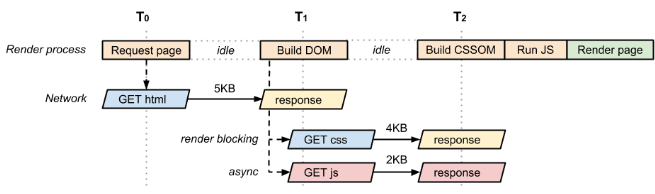 T₀ T₁ T₂
Render process Request page idle Build DOM idle Build CSSOM Run JS Render page
Network GET html 5KB response
render blocking GET css 4KB response
async GET js 2KB response